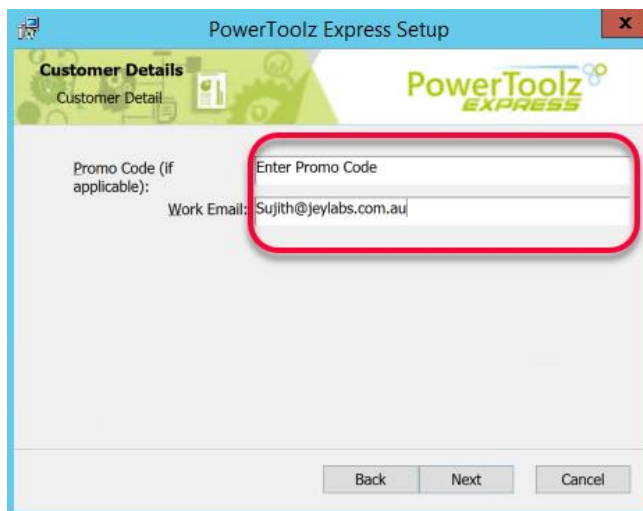 PowerToolz Express Setup
x
Customer Details
Customer Detail
PowerToolz
EXPRESS
Promo Code (if
applicable):
Enter Promo Code
Work Email:
Sujith@jeylabs.com.au
Back
Next
Cancel